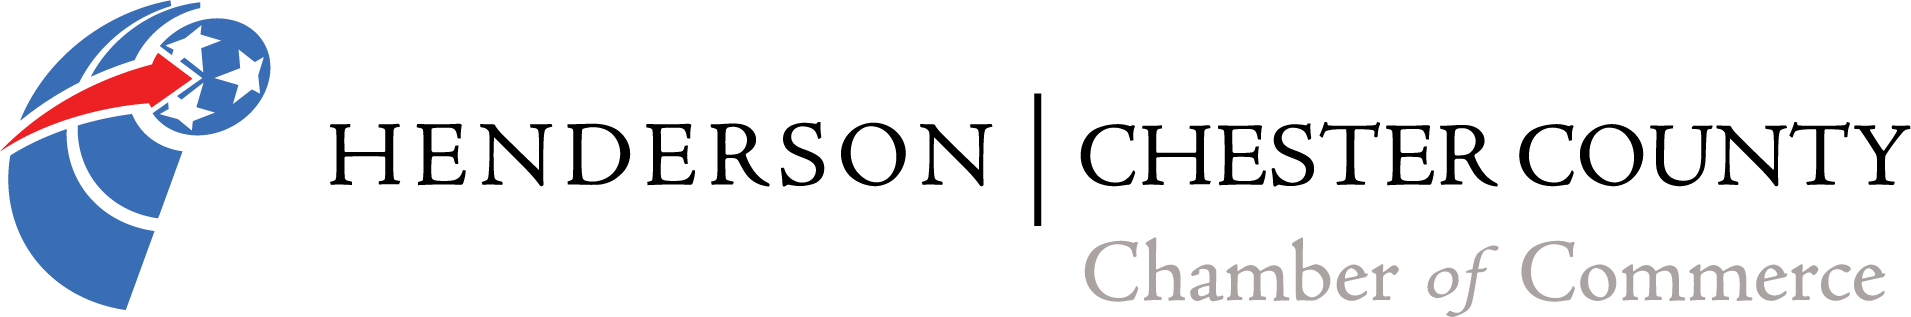 HENDERSON | CHESTER COUNTY
Chamber of Commerce